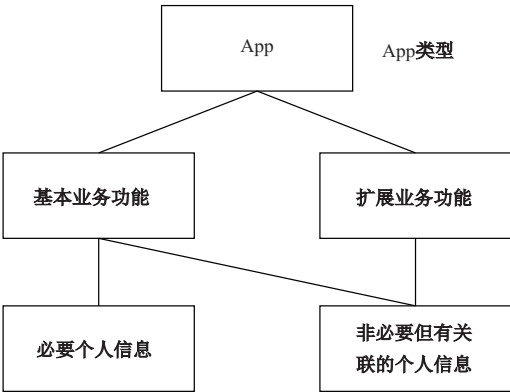 App
App类型
基本业务功能
扩展业务功能
必要个人信息
非必要但有关
联的个人信息